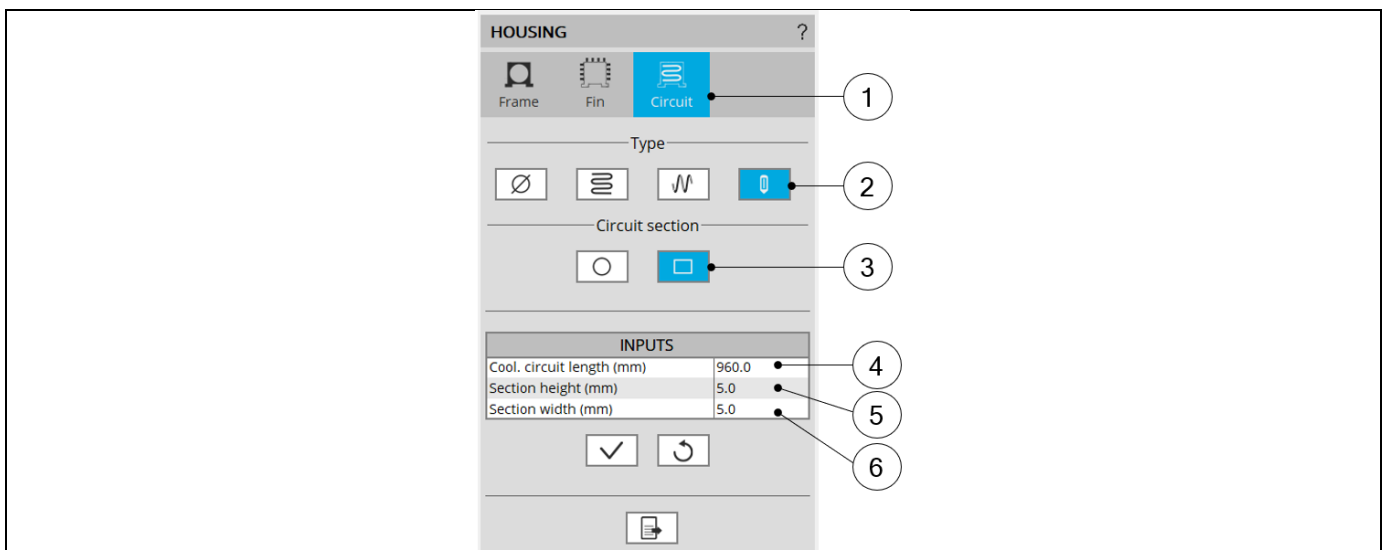 HOUSING ?
Frame Fin Circuit
1
Type
2
Circuit section
3
INPUTS
Cool. circuit length (mm) 960.0
4
Section height (mm) 5.0
5
Section width (mm) 5.0
6